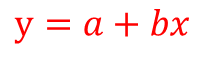 y = a + bx